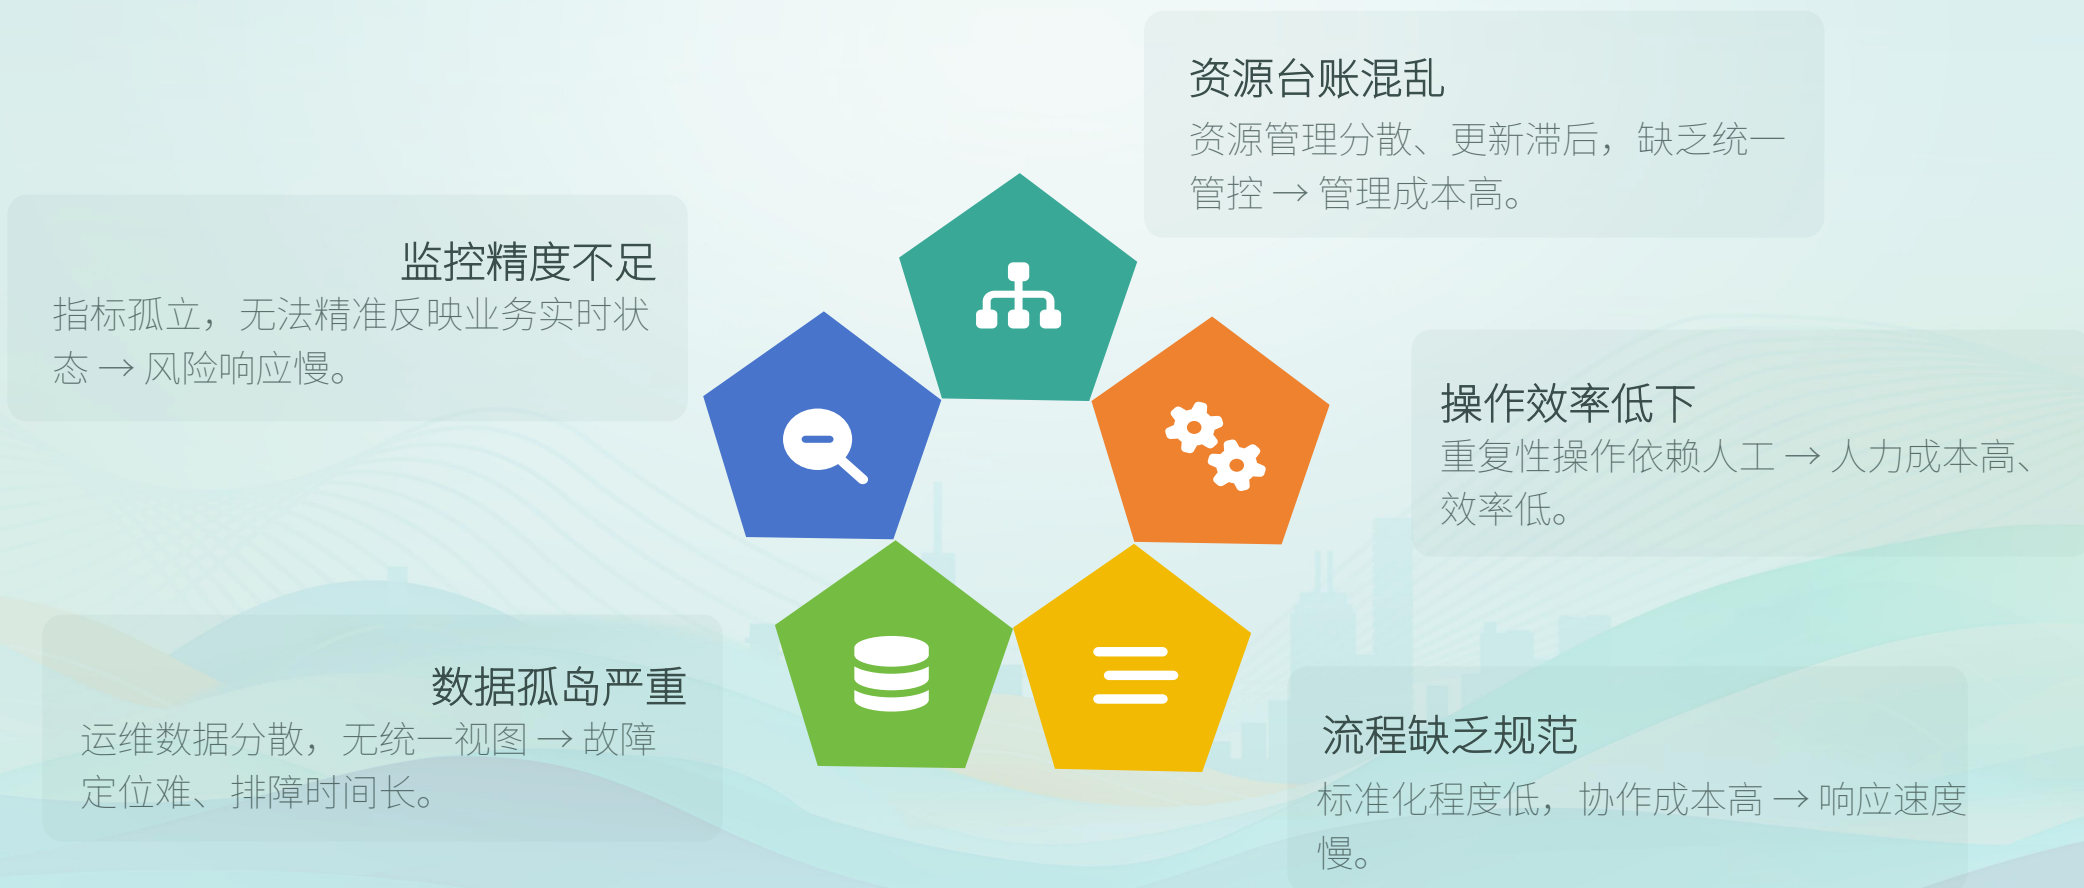 资源台账混乱
资源管理分散、更新滞后，缺乏统一
管控 → 管理成本高。
监控精度不足
指标孤立，无法精准反映业务实时状
态 → 风险响应慢。
操作效率低下
重复性操作依赖人工 → 人力成本高、
效率低。
数据孤岛严重
运维数据分散，无统一视图 → 故障
定位难、排障时间长。
流程缺乏规范
标准化程度低，协作成本高 → 响应速度
慢。